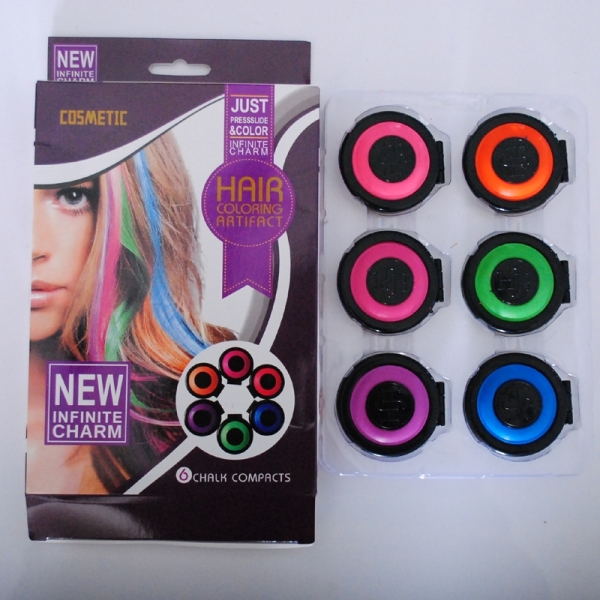 NEW
INFINITE
CHARM
COSMETIC
JUST
PRESSSLIDE
&COLOR
INFINITE
CHARM
HAIR
COLORING
ARTIFACT
NEW
INFINITE
CHARM
6 CHALK COMPACTS